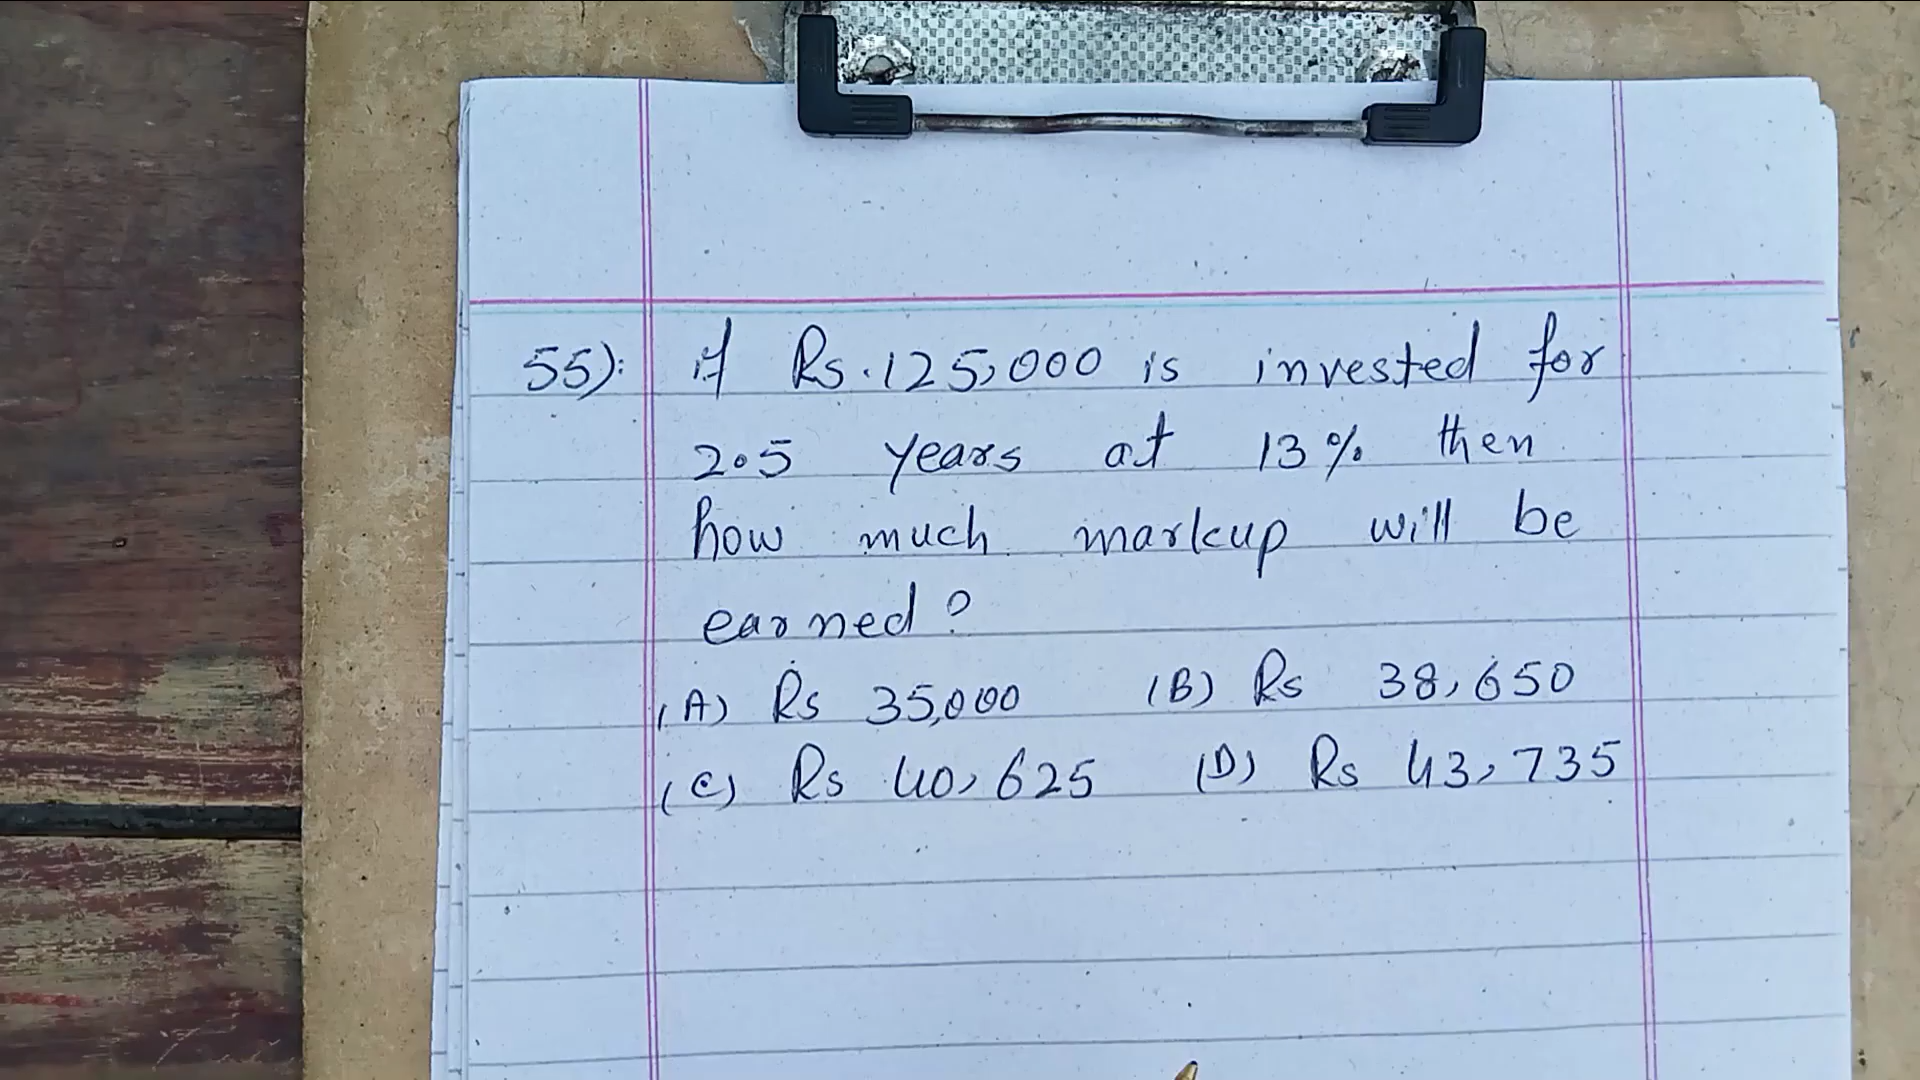 55): if Rs.125,000 is invested for
2.5 years at 13% then
how much markup will be
earned?
(A) Rs 35,000 (B) Rs 38,650
(C) Rs 40,625 (D) Rs 43,735